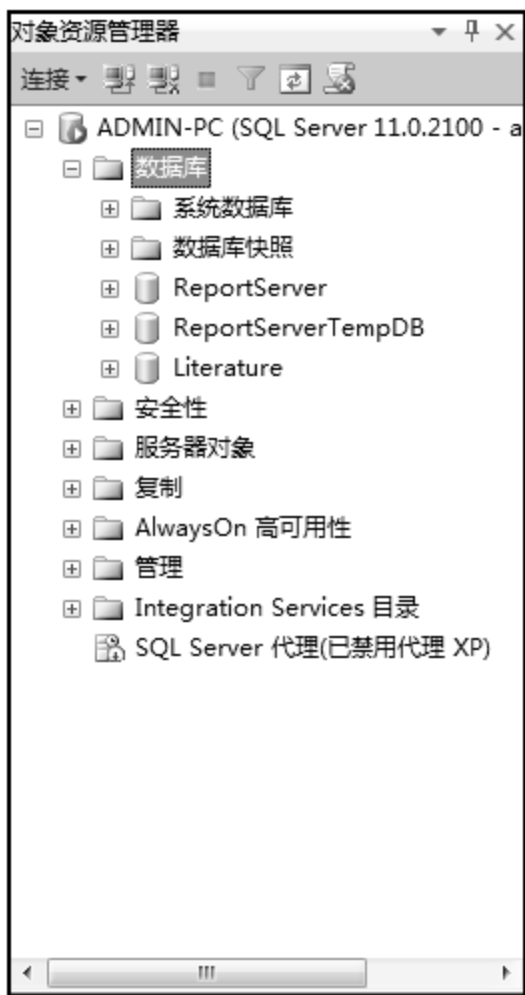 对象资源管理器
连接
ADMIN-PC (SQL Server 11.0.2100 - a
数据库
系统数据库
数据库快照
ReportServer
ReportServerTempDB
Literature
安全性
服务器对象
复制
AlwaysOn 高可用性
管理
Integration Services 目录
SQL Server 代理(已禁用代理 XP)